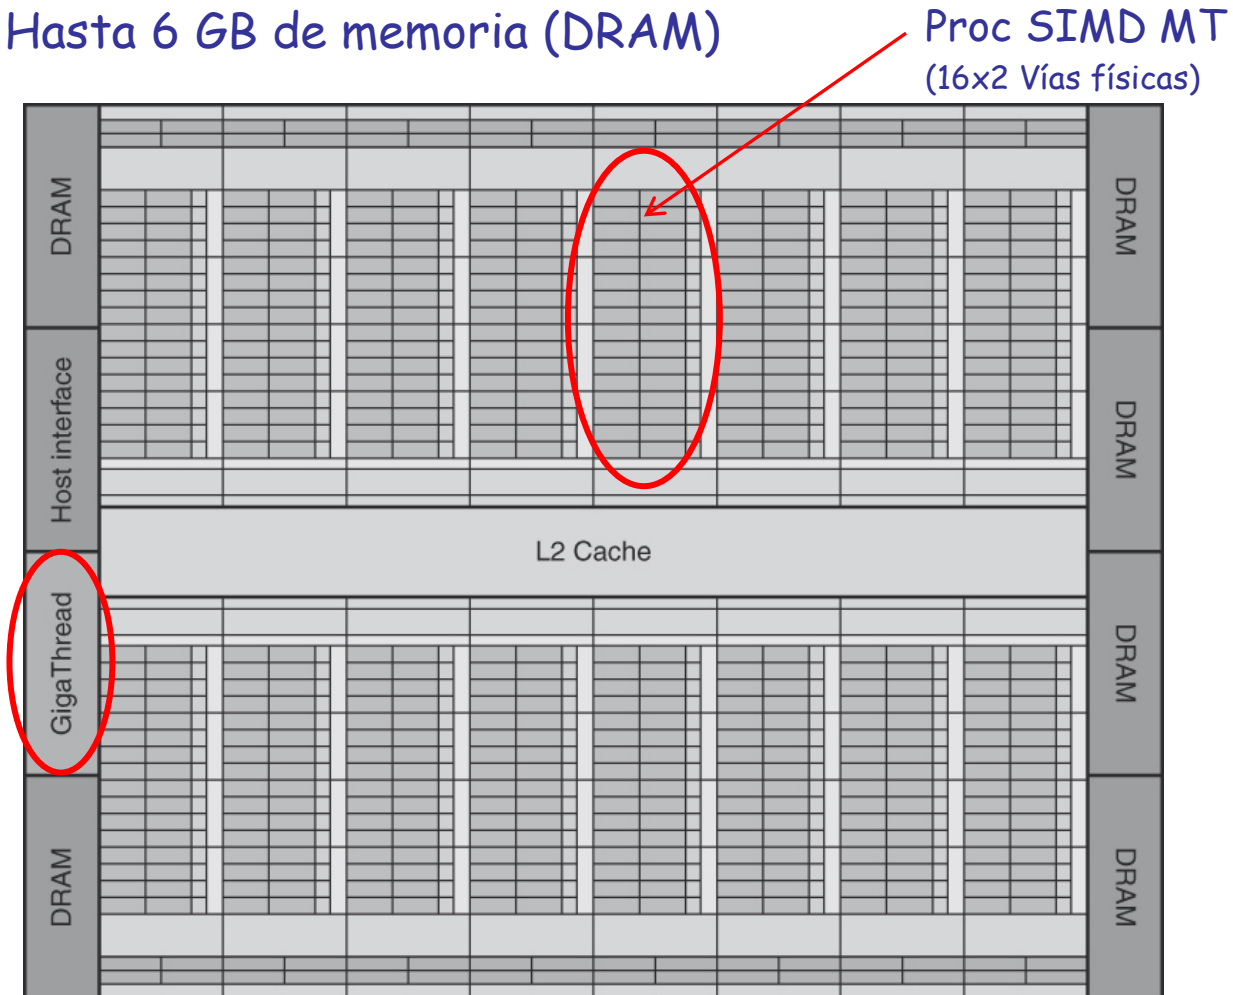 Hasta 6 GB de memoria (DRAM)
Proc SIMD MT
(16x2 Vías físicas)
DRAM
Host interface
GigaThread
DRAM
L2 Cache
DRAM
DRAM
DRAM
DRAM